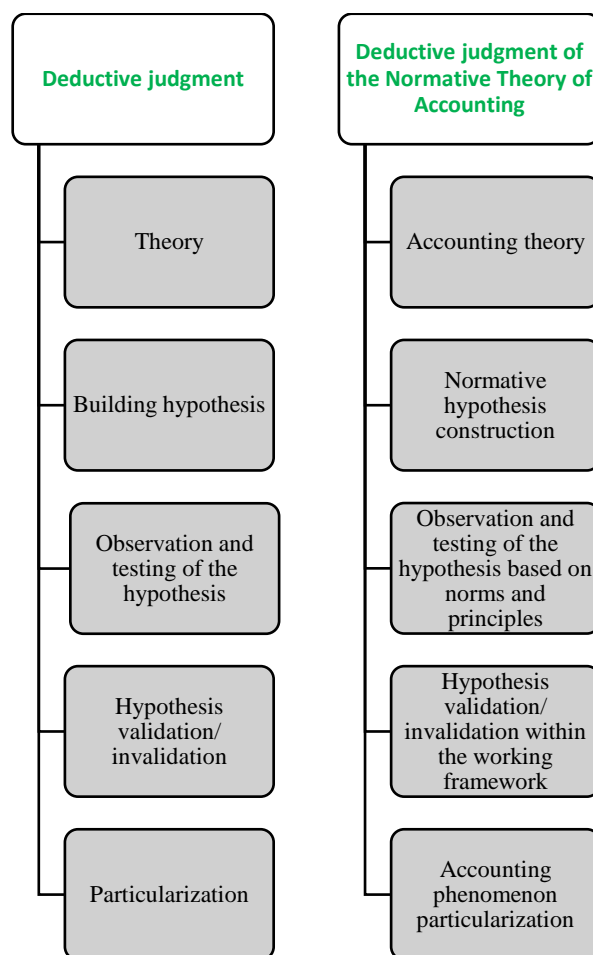 Deductive judgment
Theory
Building hypothesis
Observation and
testing of the
hypothesis
Hypothesis
validation/
invalidation
Particularization
Deductive judgment of
the Normative Theory of
Accounting
Accounting theory
Normative
hypothesis
construction
Observation and
testing of the
hypothesis based on
norms and
principles
Hypothesis
validation/
invalidation within
the working
framework
Accounting
phenomenon
particularization